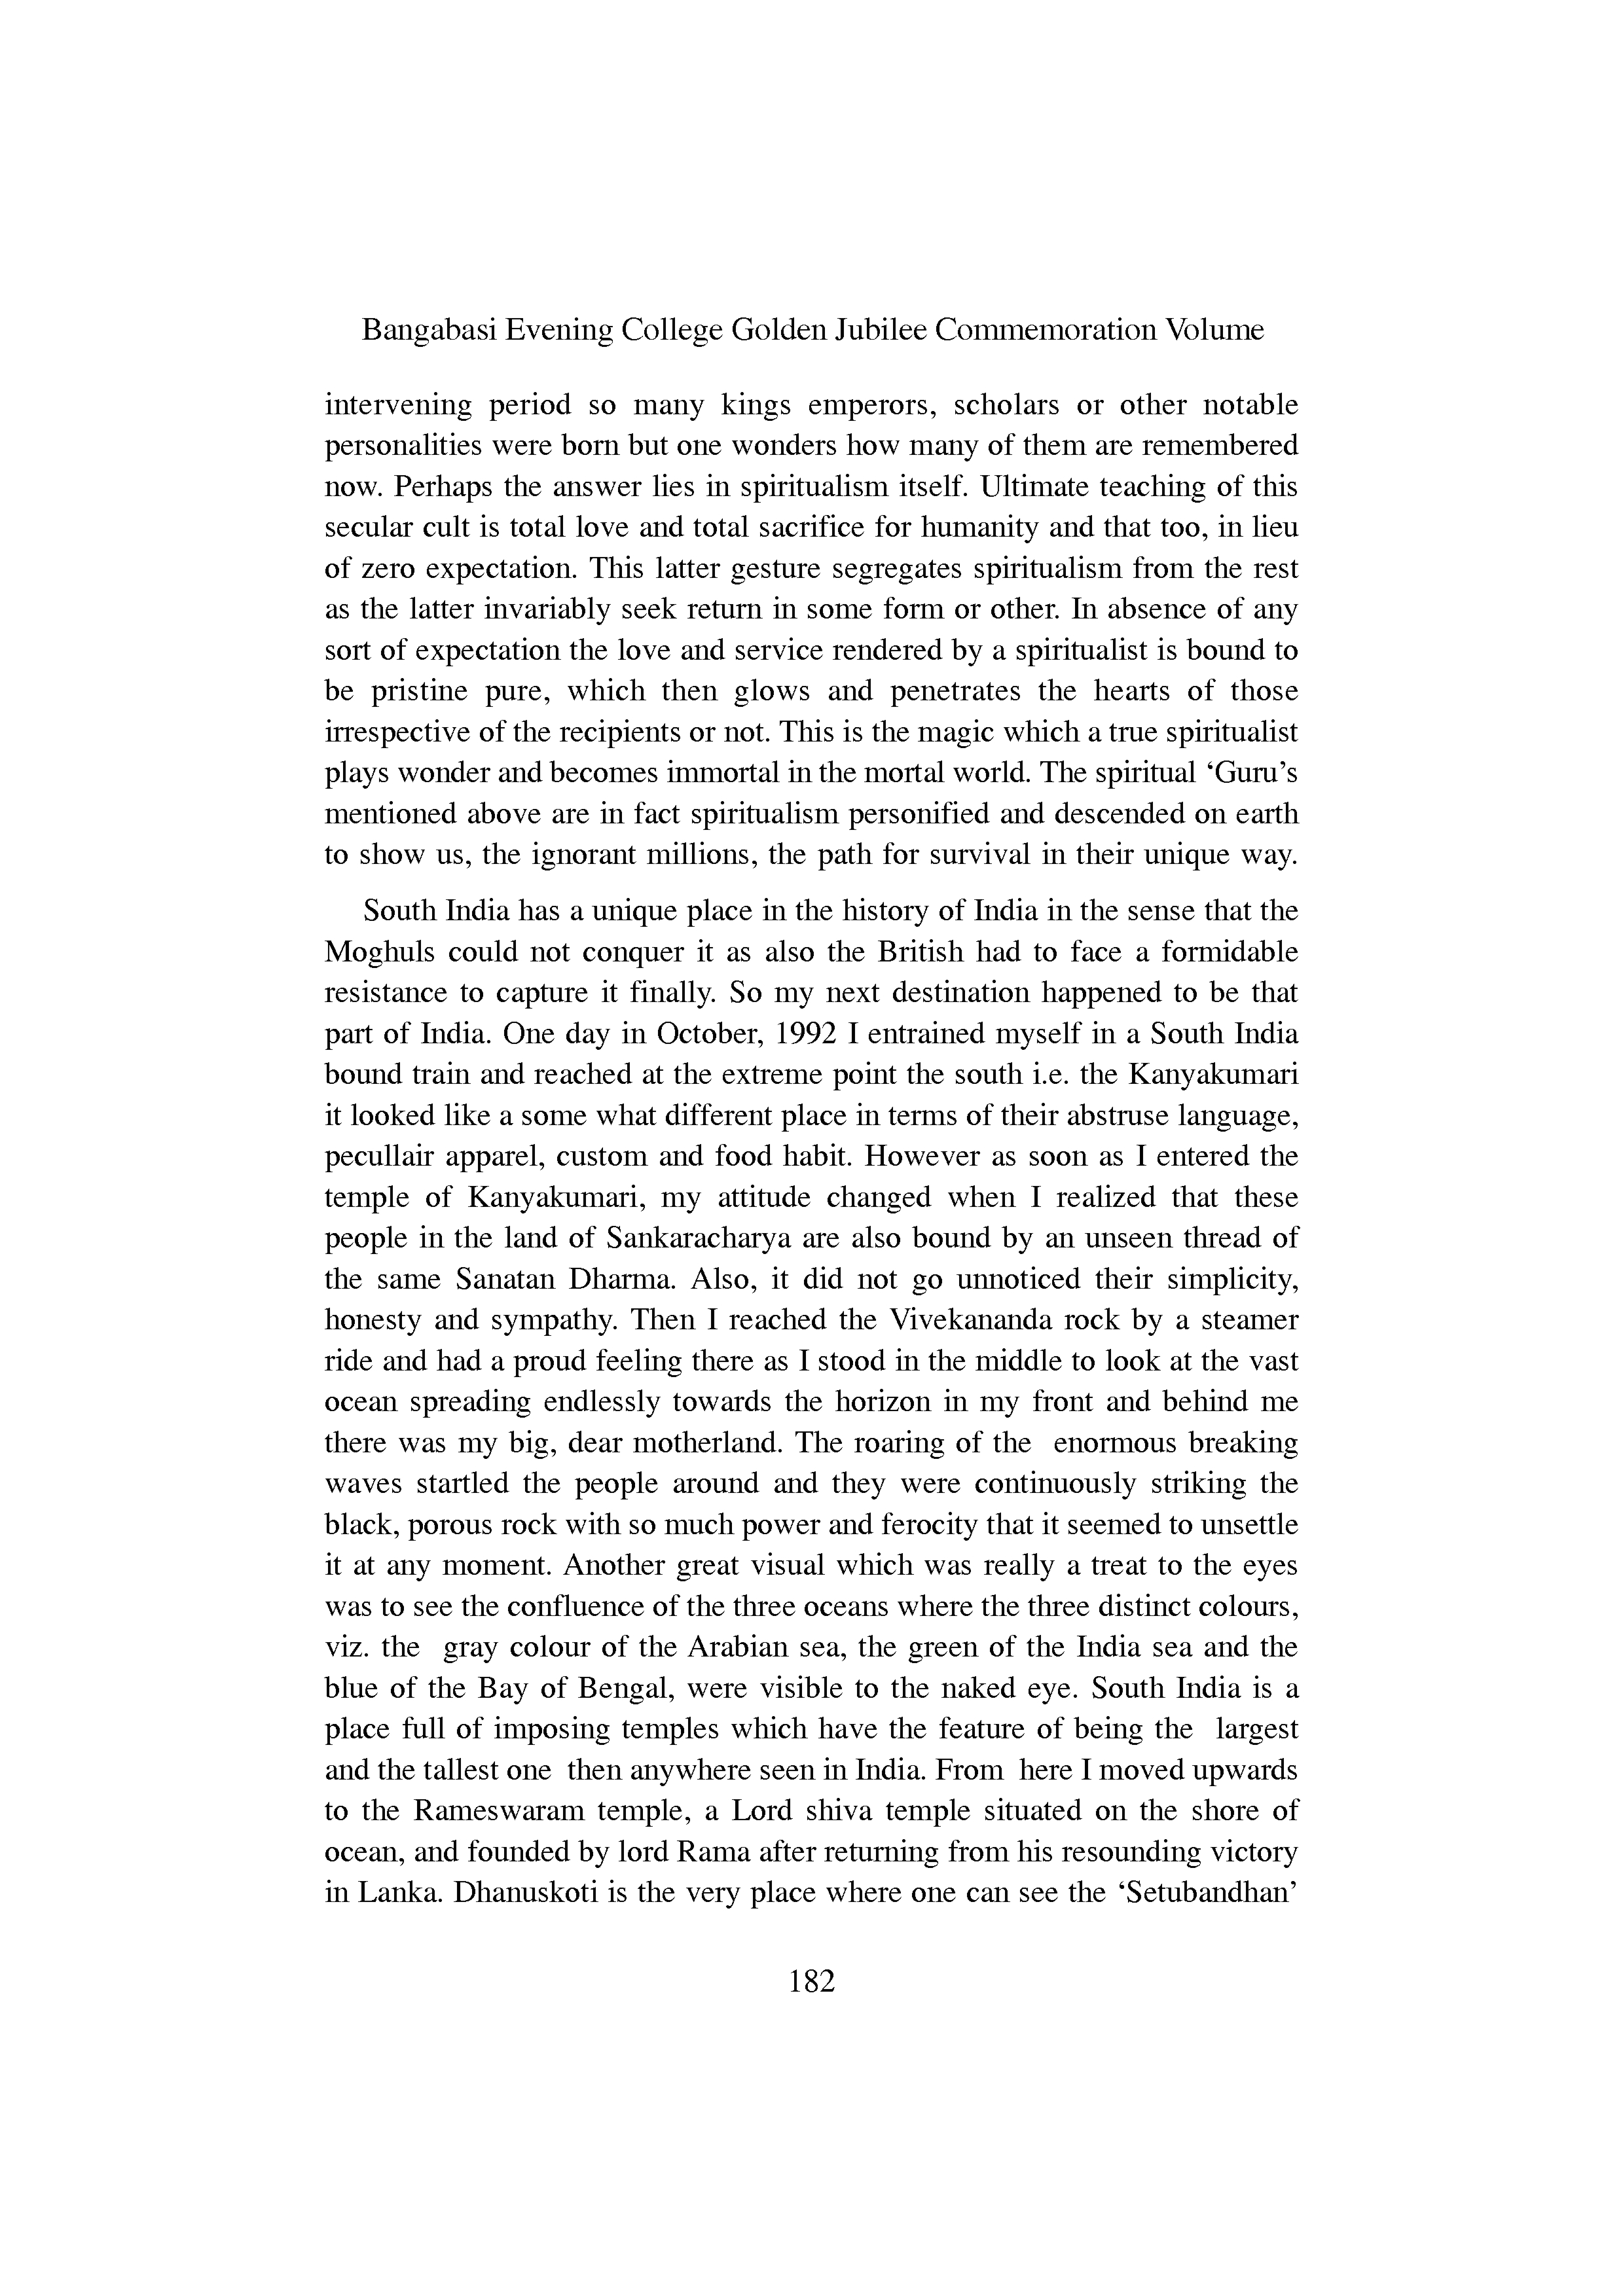 Bangabasi Evening College Golden Jubilee Commemoration Volume
intervening period so many kings emperors, scholars or other notable
personalities were born but one wonders how many of them are remembered
now. Perhaps the answer lies in spiritualism itself. Ultimate teaching of this
secular cult is total love and total sacrifice for humanity and that too, in lieu
of zero expectation. This latter gesture segregates spiritualism from the rest
as the latter invariably seek return in some form or other. In absence of any
sort of expectation the love and service rendered by a spiritualist is bound to
be pristine pure, which then glows and penetrates the hearts of those
irrespective of the recipients or not. This is the magic which a true spiritualist
plays wonder and becomes immortal in the mortal world. The spiritual ‘Guru’s
mentioned above are in fact spiritualism personified and descended on earth
to show us, the ignorant millions, the path for survival in their unique way.
South India has a unique place in the history of India in the sense that the
Moghuls could not conquer it as also the British had to face a formidable
resistance to capture it finally. So my next destination happened to be that
part of India. One day in October, 1992 I entrained myself in a South India
bound train and reached at the extreme point the south i.e. the Kanyakumari
it looked like a some what different place in terms of their abstruse language,
pecullair apparel, custom and food habit. However as soon as I entered the
temple of Kanyakumari, my attitude changed when I realized that these
people in the land of Sankaracharya are also bound by an unseen thread of
the same Sanatan Dharma. Also, it did not go unnoticed their simplicity,
honesty and sympathy. Then I reached the Vivekananda rock by a steamer
ride and had a proud feeling there as I stood in the middle to look at the vast
ocean spreading endlessly towards the horizon in my front and behind me
there was my big, dear motherland. The roaring of the enormous breaking
waves startled the people around and they were continuously striking the
black, porous rock with so much power and ferocity that it seemed to unsettle
it at any moment. Another great visual which was really a treat to the eyes
was to see the confluence of the three oceans where the three distinct colours,
viz. the gray colour of the Arabian sea, the green of the India sea and the
blue of the Bay of Bengal, were visible to the naked eye. South India is a
place full of imposing temples which have the feature of being the largest
and the tallest one then anywhere seen in India. From here I moved upwards
to the Rameswaram temple, a Lord shiva temple situated on the shore of
ocean, and founded by lord Rama after returning from his resounding victory
in Lanka. Dhanuskoti is the very place where one can see the ‘Setubandhan’
182